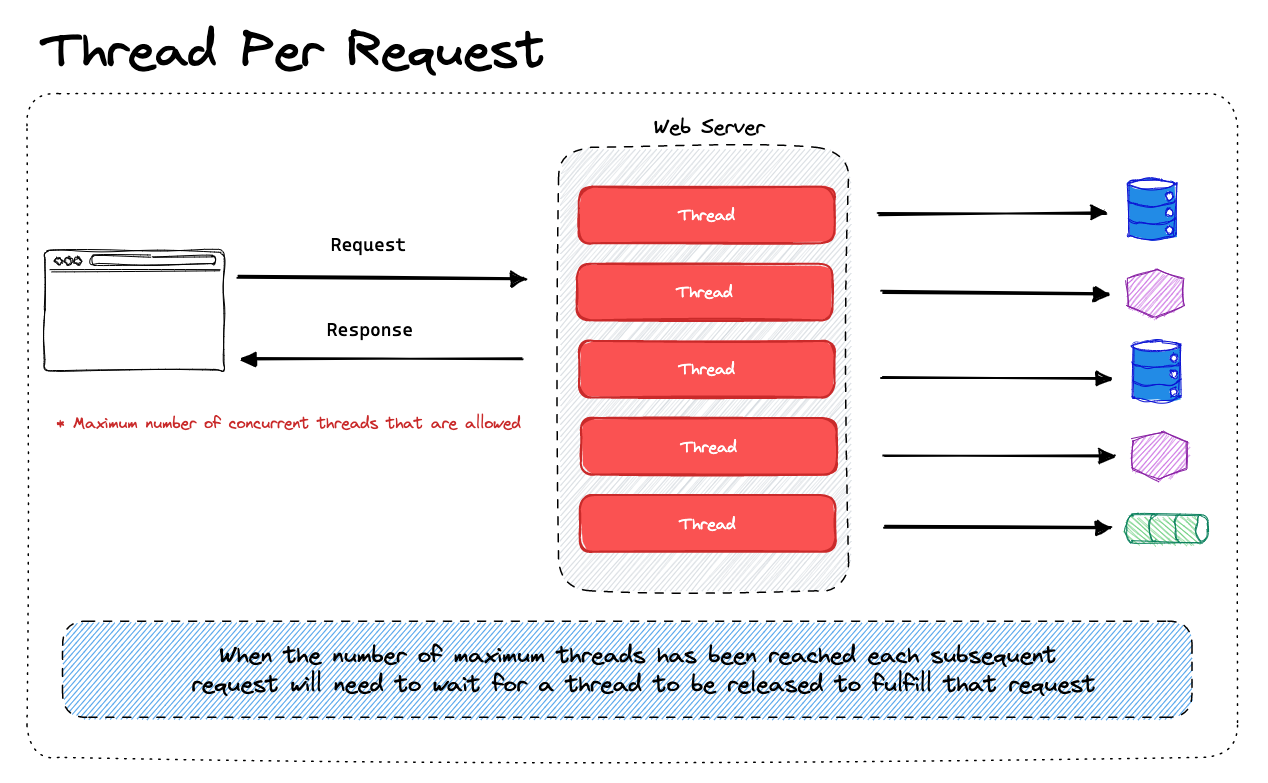 Thread Per Request
Web Server
Thread
Request
Thread
Response
Thread
* Maximum number of concurrent threads that are allowed
Thread
Thread
When the number of maximum threads has been reached each subsequent
request will need to wait for a thread to be released to fulfill that request